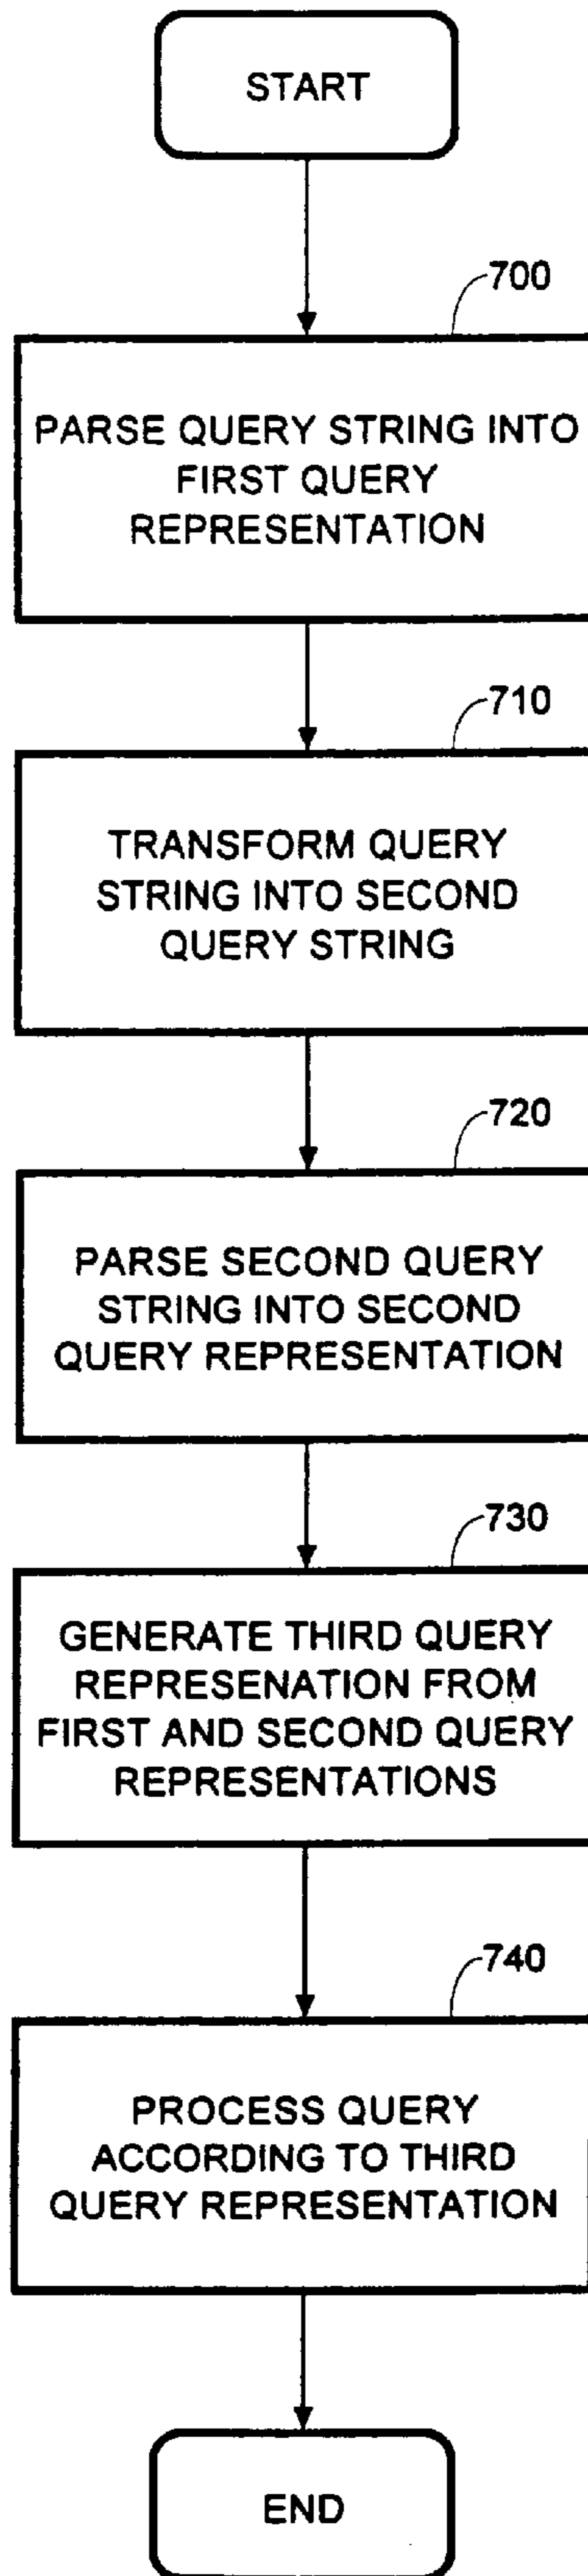 START
700
PARSE QUERY STRING INTO
FIRST QUERY
REPRESENTATION
710
TRANSFORM QUERY
STRING INTO SECOND
QUERY STRING
720
PARSE SECOND QUERY
STRING INTO SECOND
QUERY REPRESENTATION
730
GENERATE THIRD QUERY
REPRESENATION FROM
FIRST AND SECOND QUERY
REPRESENTATIONS
740
PROCESS QUERY
ACCORDING TO THIRD
QUERY REPRESENTATION
END